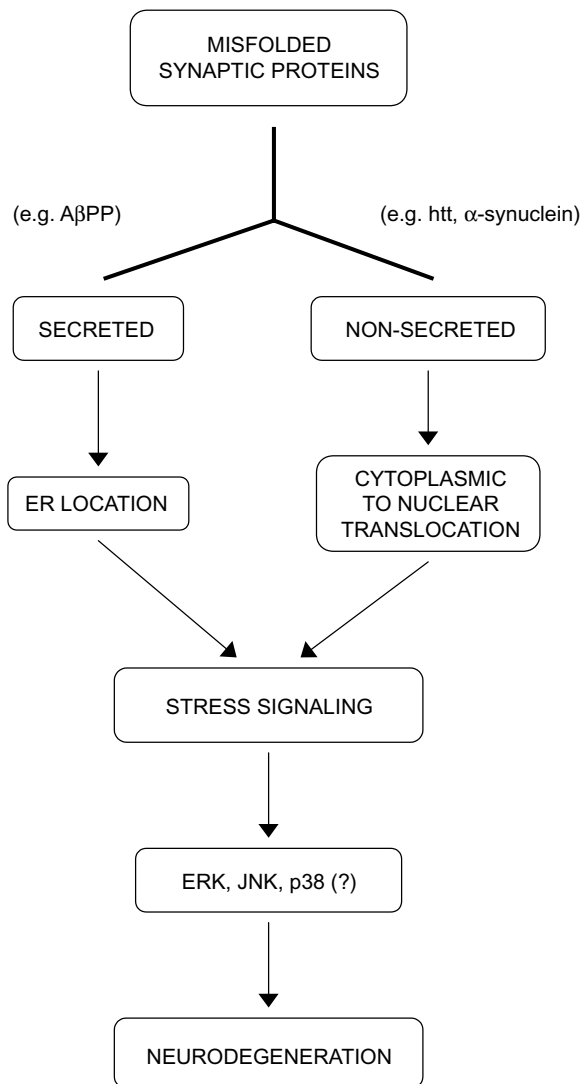 MISFOLDED
SYNAPTIC PROTEINS
(e.g. AβPP)
(e.g. htt, α-synuclein)
SECRETED
NON-SECRETED
ER LOCATION
CYTOPLASMIC
TO NUCLEAR
TRANSLOCATION
STRESS SIGNALING
ERK, JNK, p38 (?)
NEURODEGENERATION